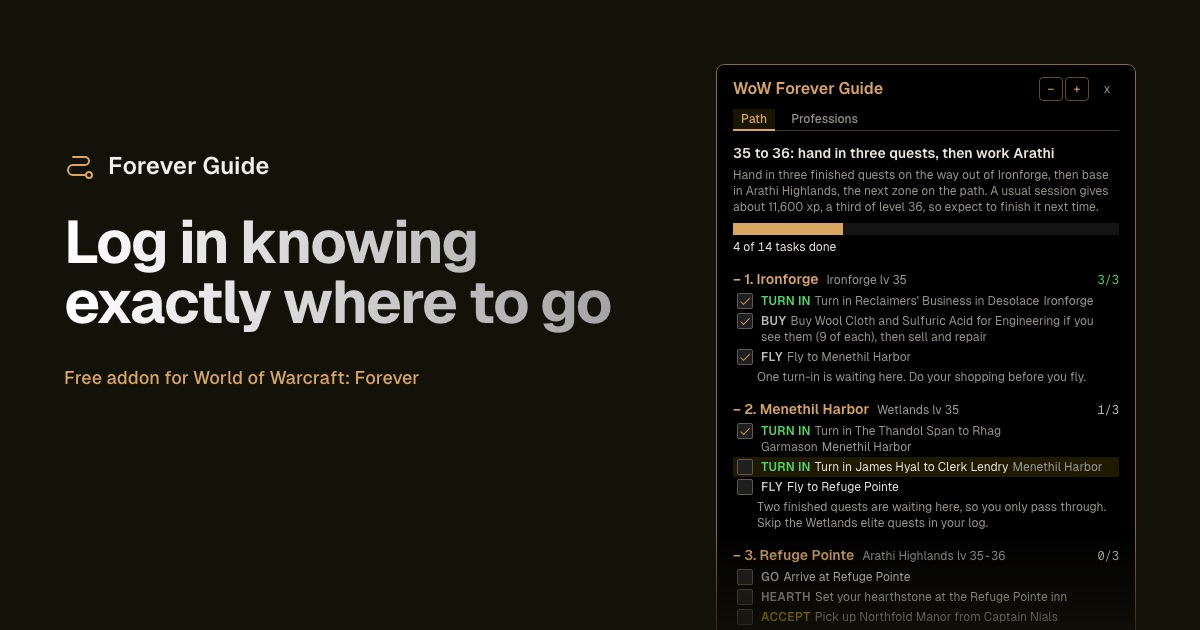 Forever Guide
Log in knowing
exactly where to go
Free addon for World of Warcraft: Forever
WoW Forever Guide
− + x
Path Professions
35 to 36: hand in three quests, then work Arathi
Hand in three finished quests on the way out of Ironforge, then base
in Arathi Highlands, the next zone on the path. A usual session gives
about 11,600 xp, a third of level 36, so expect to finish it next time.
4 of 14 tasks done
– 1. Ironforge Ironforge lv 35 3/3
TURN IN Turn in Reclaimers' Business in Desolace Ironforge
BUY Buy Wool Cloth and Sulfuric Acid for Engineering if you
see them (9 of each), then sell and repair
FLY Fly to Menethil Harbor
One turn-in is waiting here. Do your shopping before you fly.
– 2. Menethil Harbor Wetlands lv 35 1/3
TURN IN Turn in The Thandol Span to Rhag
Garmason Menethil Harbor
TURN IN Turn in James Hyal to Clerk Lendry Menethil Harbor
FLY Fly to Refuge Pointe
Two finished quests are waiting here, so you only pass through.
Skip the Wetlands elite quests in your log.
– 3. Refuge Pointe Arathi Highlands lv 35-36 0/3
GO Arrive at Refuge Pointe
HEARTH Set your hearthstone at the Refuge Pointe inn
ACCEPT Pick up Northfold Manor from Captain Nials